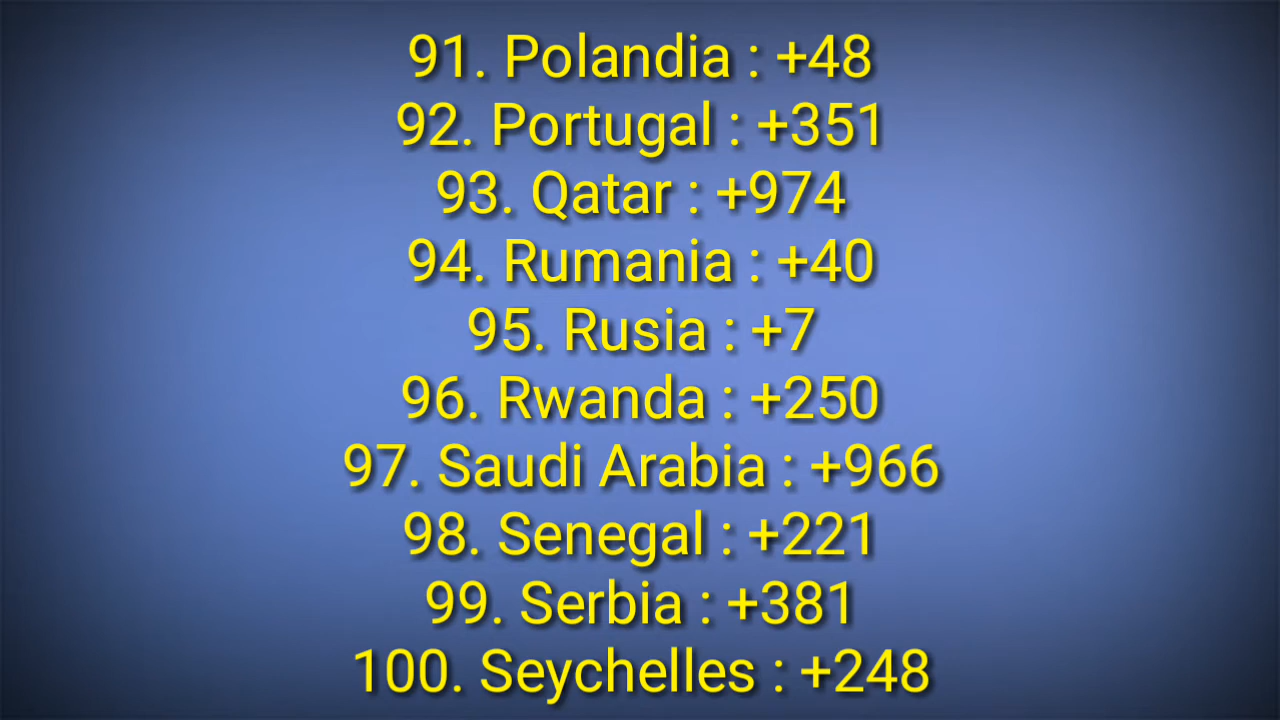 91. Polandia : +48
92. Portugal : +351
93. Qatar : +974
94. Rumania : +40
95. Rusia : +7
96. Rwanda : +250
97. Saudi Arabia : +966
98. Senegal : +221
99. Serbia : +381
100. Seychelles : +248